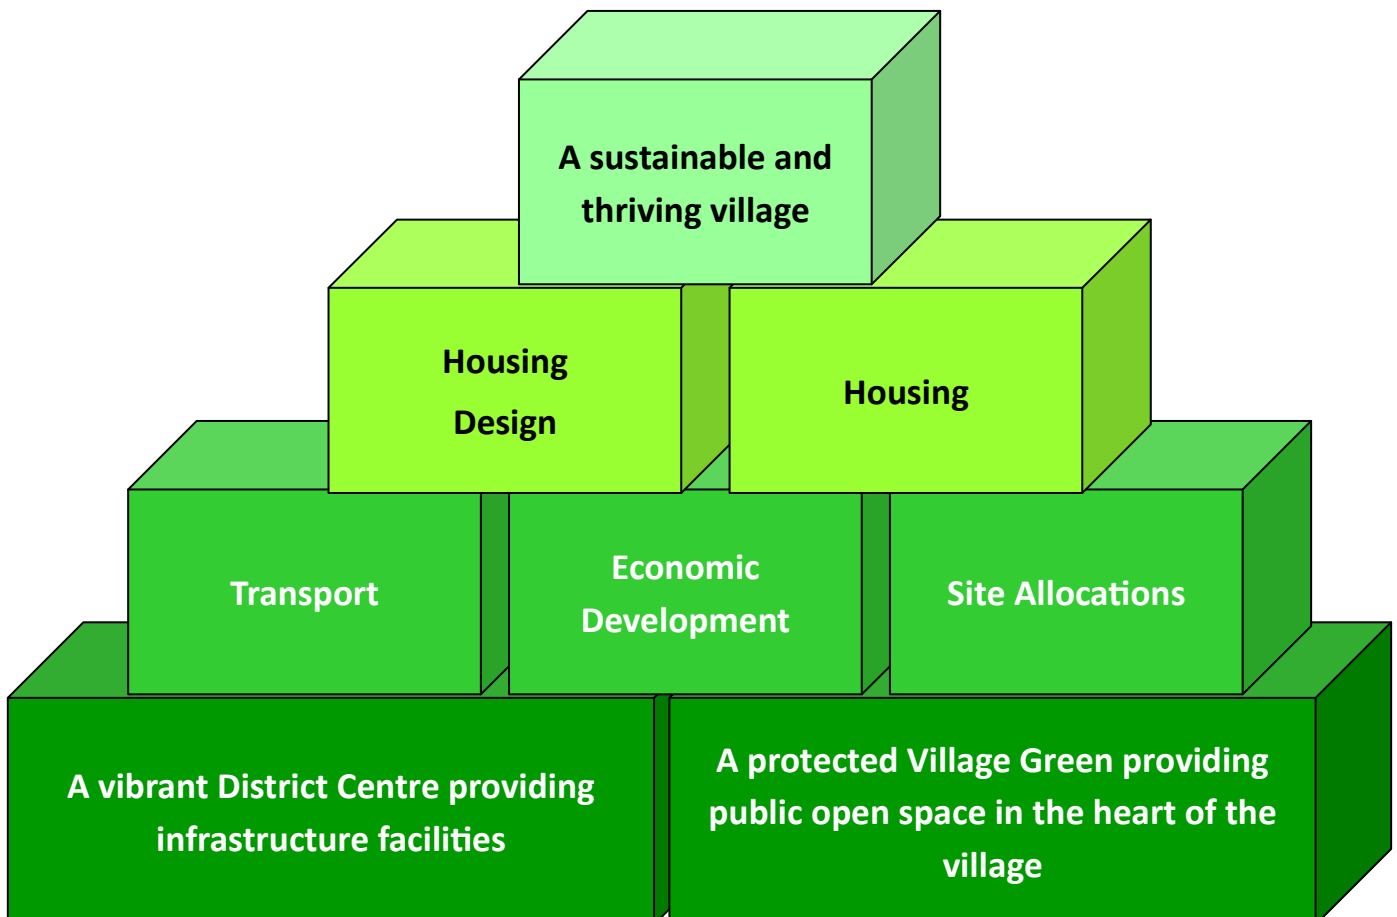 A sustainable and
thriving village
Housing
Design
Housing
Transport
Economic
Development
Site Allocations
A vibrant District Centre providing
infrastructure facilities
A protected Village Green providing
public open space in the heart of the
village